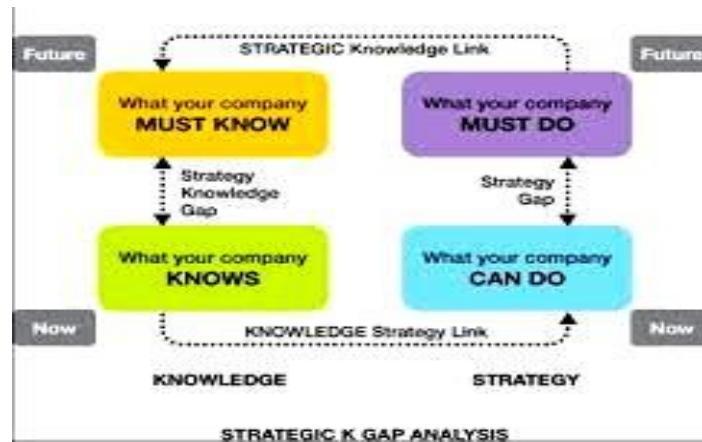 Future
STRATEGIC Knowledge Link
Future
What your company
MUST KNOW
What your company
MUST DO
Strategy
Knowledge
Gap
Strategy
Gap
What your company
KNOWS
What your company
CAN DO
Now
KNOWLEDGE Strategy Link
Now
KNOWLEDGE
STRATEGY
STRATEGIC K GAP ANALYSIS